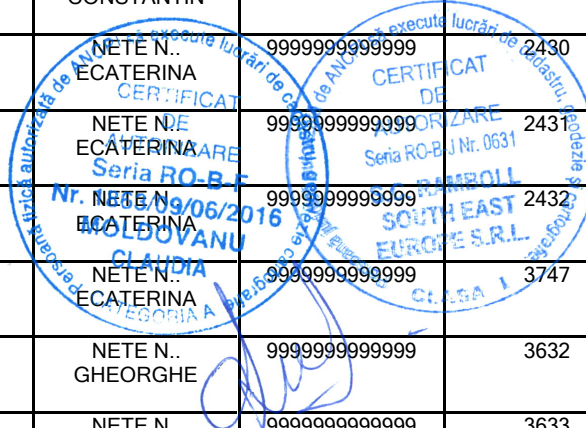 CONSTANTIN
NETE N.. 9999999999999 2430
ECATERINA
NETE N.. 9999999999999 2431
ECATERINA
NETE N.. 9999999999999 2432
ECATERINA
NETE N.. 9999999999999 3747
ECATERINA
NETE N.. 9999999999999 3632
GHEORGHE
NETE N.. 9999999999999 3633
Persoană fizică autorizată de ANCPI să execute lucrări de
cartografie
CERTIFICAT
DE
AUTORIZARE
Seria RO-B-F
09/06/2016
MOLDOVANU
CLAUDIA
CATEGORIA A
de ANCPI să execute lucrări de cadastru, geodezie și cartografie
CERTIFICAT
DE
AUTORIZARE
Seria RO-B-J Nr. 0631
S.C. RAMBOLL
SOUTH EAST
EUROPE S.R.L.
CLASA I